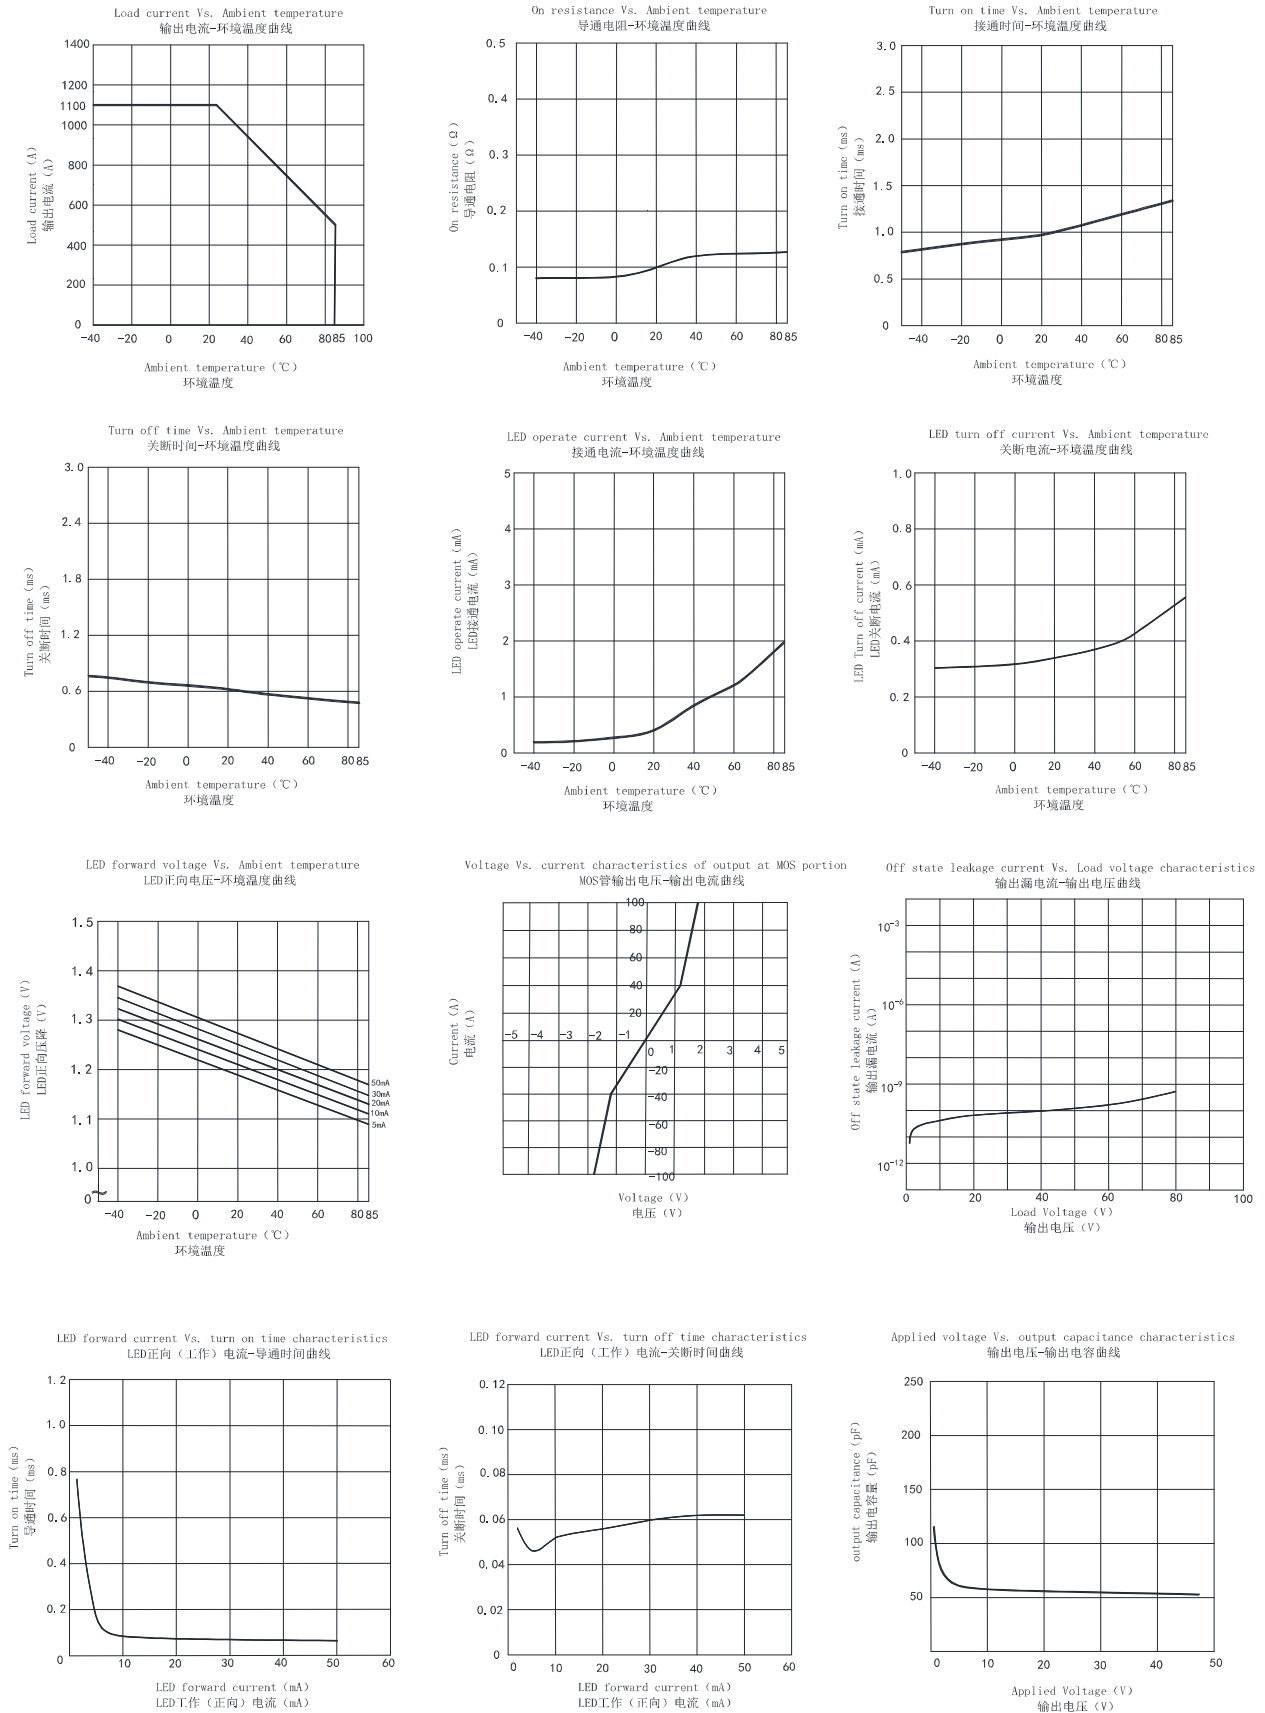 Load current Vs. Ambient temperature
输出电流-环境温度曲线
1400
1200
1100
1000
800
600
400
200
0
-40 -20 0 20 40 60 80 85 100
Load current (A)
输出电流 (A)
Ambient temperature (℃)
环境温度
On resistance Vs. Ambient temperature
导通电阻-环境温度曲线
0.5
0.4
0.3
0.2
0.1
0
-40 -20 0 20 40 60 80 85
On resistance (Ω)
导通电阻 (Ω)
Ambient temperature (℃)
环境温度
Turn on time Vs. Ambient temperature
接通时间-环境温度曲线
3.0
2.5
2.0
1.5
1.0
0.5
0
-40 -20 0 20 40 60 80 85
Turn on time (ms)
接通时间 (ms)
Ambient temperature (℃)
环境温度
Turn off time Vs. Ambient temperature
关断时间-环境温度曲线
3.0
2.4
1.8
1.2
0.6
0
-40 -20 0 20 40 60 80 85
Turn off time (ms)
关断时间 (ms)
Ambient temperature (℃)
环境温度
LED operate current Vs. Ambient temperature
接通电流-环境温度曲线
5
4
3
2
1
0
-40 -20 0 20 40 60 80 85
LED operate current (mA)
LED接通电流 (mA)
Ambient temperature (℃)
环境温度
LED turn off current Vs. Ambient temperature
关断电流-环境温度曲线
1.0
0.8
0.6
0.4
0.2
0
-40 -20 0 20 40 60 80 85
LED Turn off current (mA)
LED关断电流 (mA)
Ambient temperature (℃)
环境温度
LED forward voltage Vs. Ambient temperature
LED正向电压-环境温度曲线
1.5
1.4
1.3
1.2
1.1
1.0
0
50mA
30mA
20mA
10mA
5mA
-40 -20 0 20 40 60 80 85
LED forward voltage (V)
LED正向压降 (V)
Ambient temperature (℃)
环境温度
Voltage Vs. current characteristics of output at MOS portion
MOS管输出电压-输出电流曲线
100
80
60
40
20
-5 -4 -3 -2 -1
0 1 2 3 4 5
-20
-40
-60
-80
-100
Current (A)
电流 (A)
Voltage (V)
电压 (V)
Off state leakage current Vs. Load voltage characteristics
输出漏电流-输出电压曲线
10⁻³
10⁻⁶
10⁻⁹
10⁻¹²
0 20 40 60 80 100
Off state leakage current (A)
输出漏电流 (A)
Load Voltage (V)
输出电压 (V)
LED forward current Vs. turn on time characteristics
LED正向（工作）电流-导通时间曲线
1.2
1.0
0.8
0.6
0.4
0.2
0 10 20 30 40 50 60
Turn on time (ms)
导通时间 (ms)
LED forward current (mA)
LED工作（正向）电流 (mA)
LED forward current Vs. turn off time characteristics
LED正向（工作）电流-关断时间曲线
0.12
0.10
0.08
0.06
0.04
0.02
0
0 10 20 30 40 50 60
Turn off time (ms)
关断时间 (ms)
LED forward current (mA)
LED工作（正向）电流 (mA)
Applied voltage Vs. output capacitance characteristics
输出电压-输出电容曲线
250
200
150
100
50
0 10 20 30 40 50
output capacitance (pF)
输出电容量 (pF)
Applied Voltage (V)
输出电压 (V)